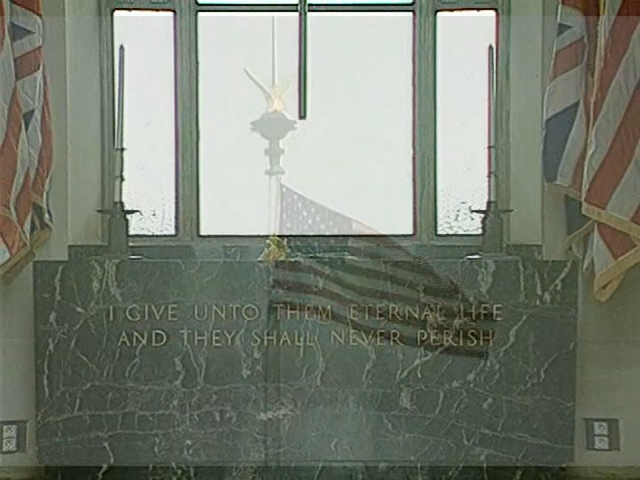 I GIVE UNTO THEM ETERNAL LIFE
AND THEY SHALL NEVER PERISH